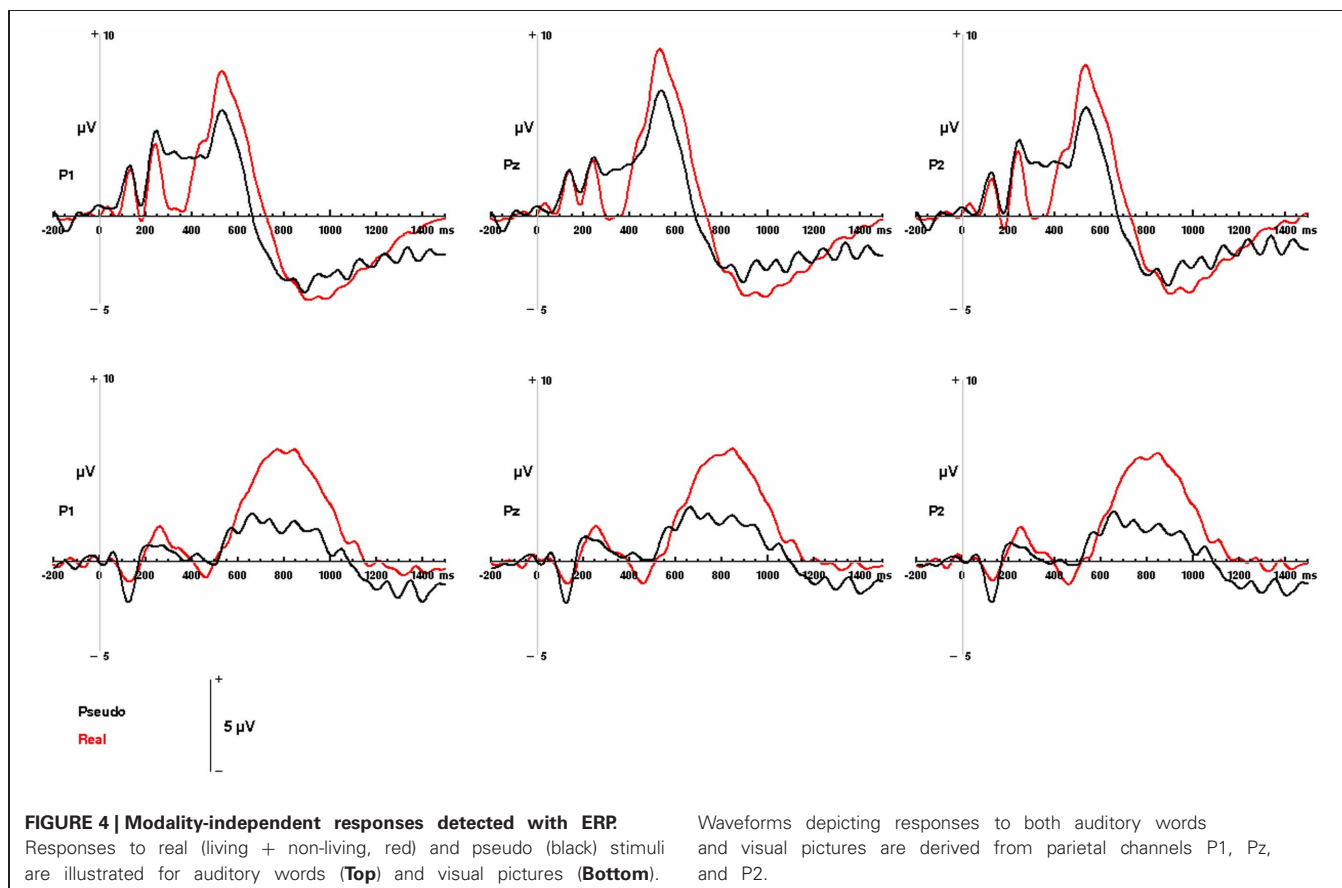 + 10
µV
P1
-200 0 200 400 600 800 1000 1200 1400 ms
− 5
+ 10
µV
Pz
-200 0 200 400 600 800 1000 1200 1400 ms
− 5
+ 10
µV
P2
-200 0 200 400 600 800 1000 1200 1400 ms
− 5
+ 10
µV
P1
-200 0 200 400 600 800 1000 1200 1400 ms
− 5
+ 10
µV
Pz
-200 0 200 400 600 800 1000 1200 1400 ms
− 5
+ 10
µV
P2
-200 0 200 400 600 800 1000 1200 1400 ms
− 5
Pseudo
Real
+
5 µV
−
FIGURE 4 | Modality-independent responses detected with ERP.
Responses to real (living + non-living, red) and pseudo (black) stimuli
are illustrated for auditory words (Top) and visual pictures (Bottom).
Waveforms depicting responses to both auditory words
and visual pictures are derived from parietal channels P1, Pz,
and P2.